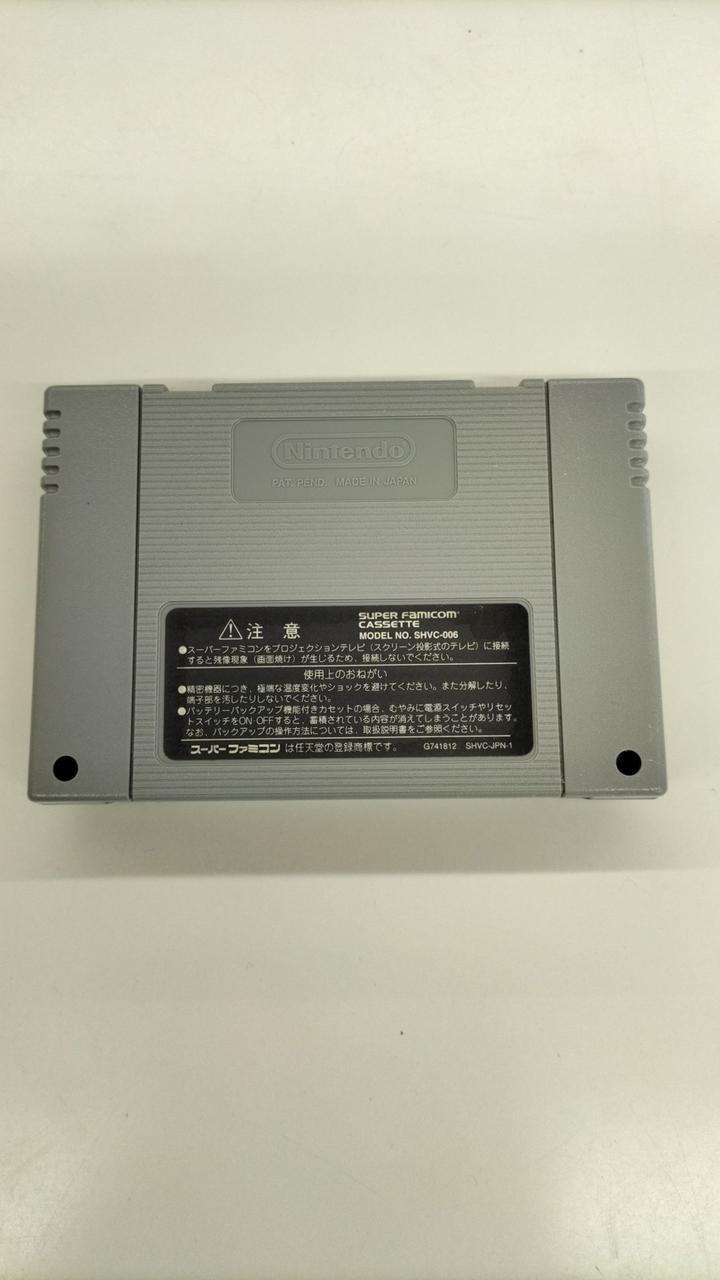 Nintendo
PAT. PEND. MADE IN JAPAN
⚠注意
SUPER FAMICOM
CASSETTE
MODEL NO. SHVC-006
●スーパーファミコンをプロジェクションテレビ(スクリーン投影式のテレビ)に接続
すると残像現象(画面焼け)が生じるため、接続しないでください。
使用上のおねがい
●精密機器につき、極端な温度変化やショックを避けてください。また分解したり、
端子部を汚したりしないでください。
●バッテリーバックアップ機能付きカセットの場合、むやみに電源スイッチやリセッ
トスイッチをON・OFFすると、蓄積されている内容が消えてしまうことがあります。
なお、バックアップの操作方法については、取扱説明書をご参照ください。
スーパーファミコンは任天堂の登録商標です。 G741812 SHVC-JPN-1